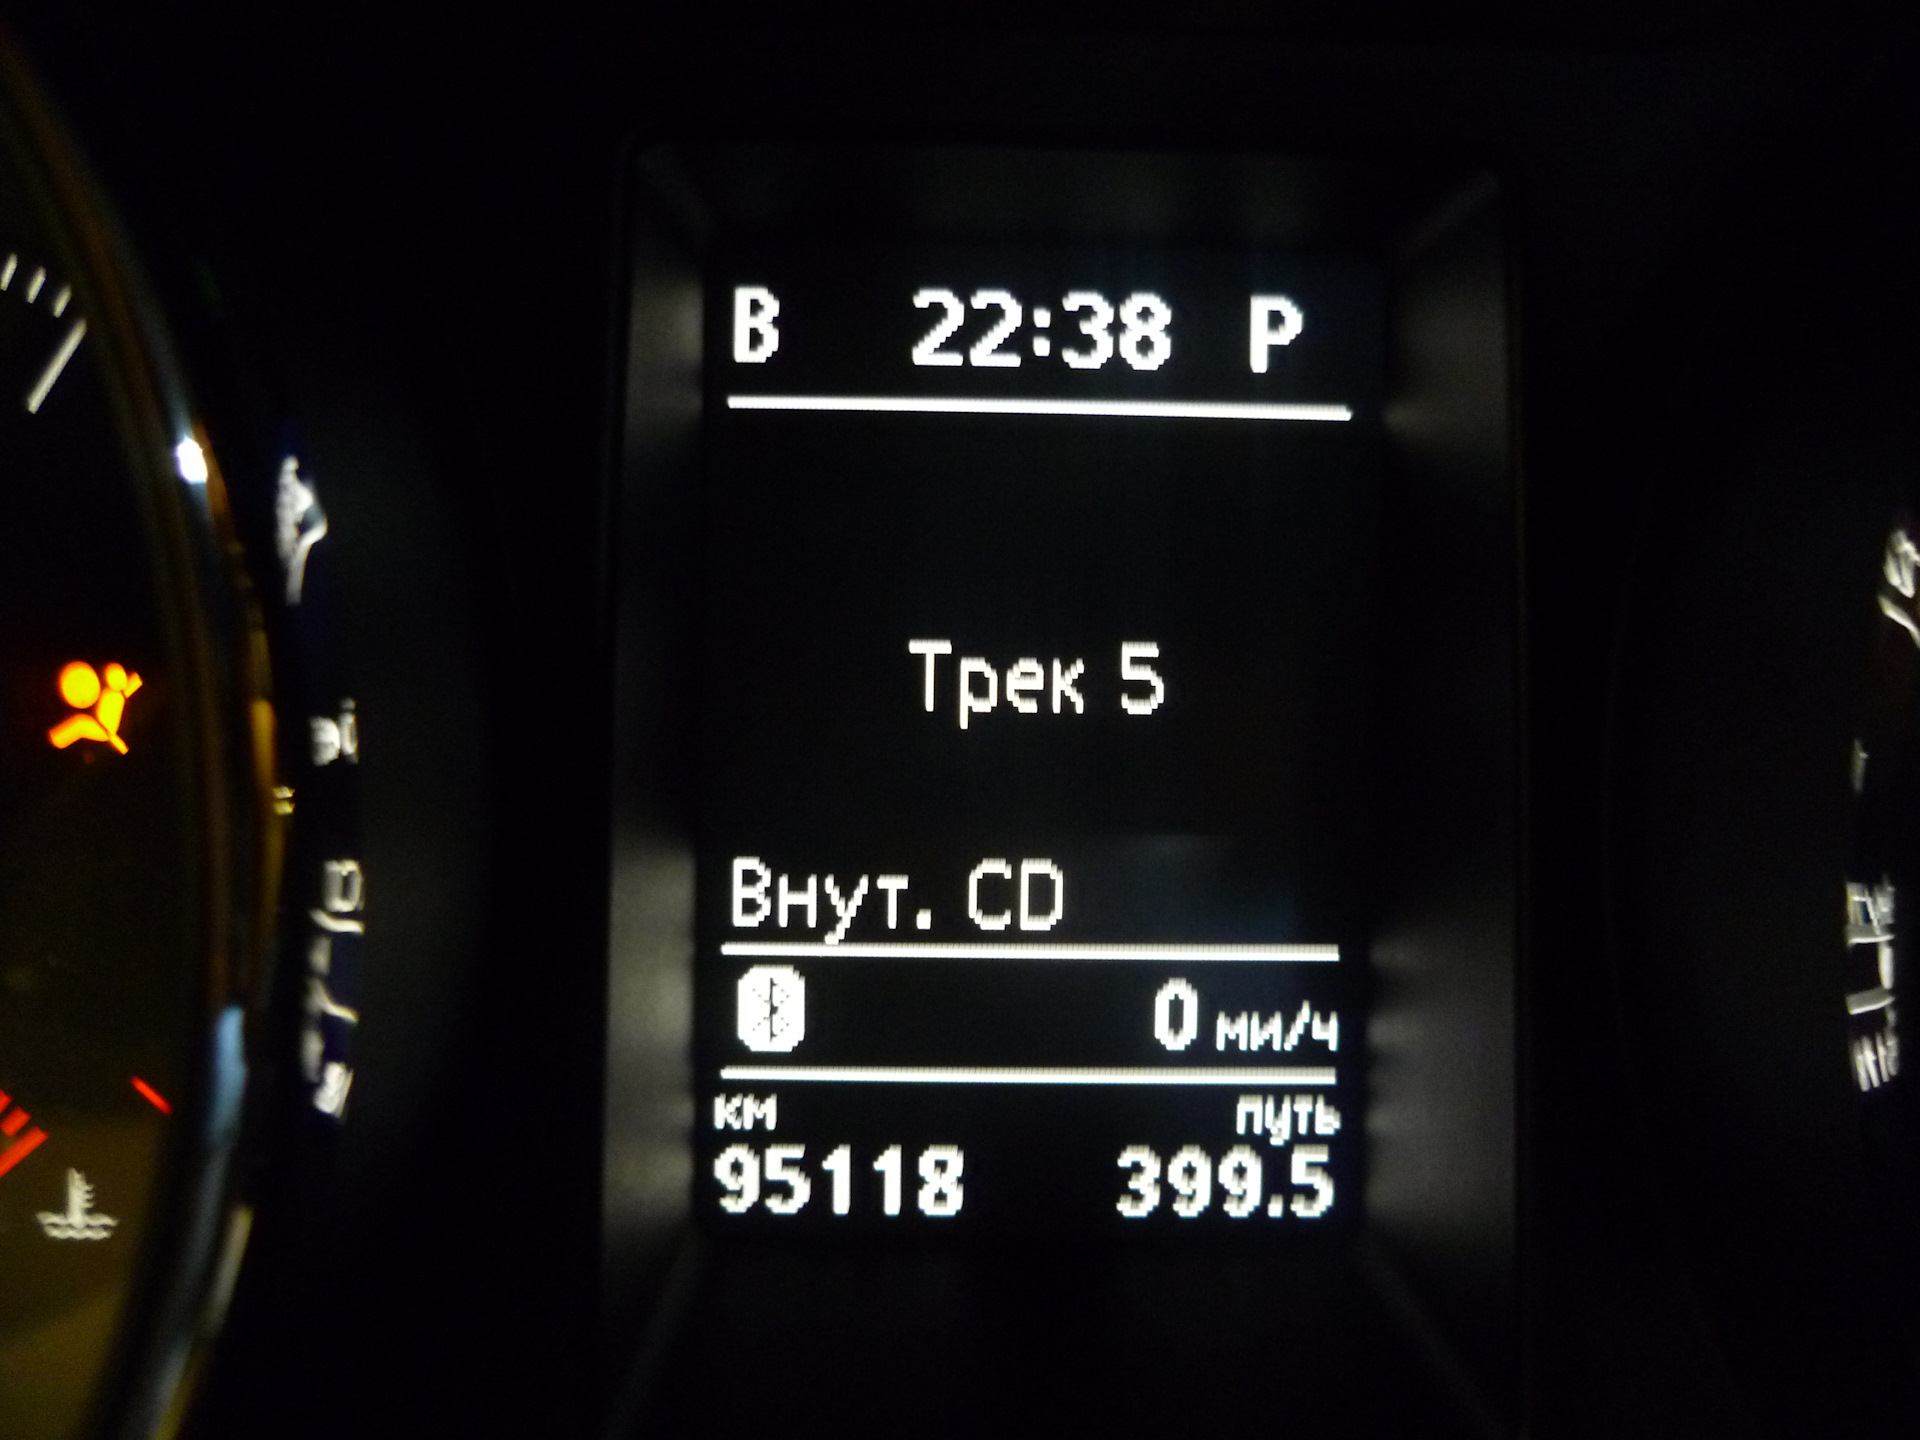 В 22:38 P
Трек 5
Внут. CD
0 ми/ч
км путь
95118 399.5